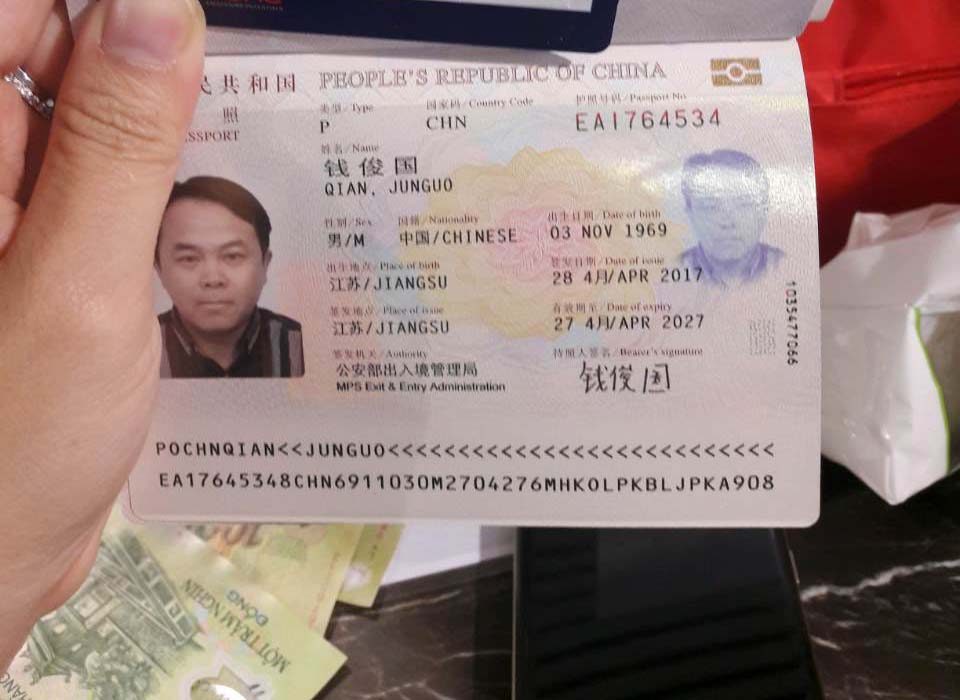 民共和国 PEOPLE'S REPUBLIC OF CHINA
照
类型/Type
国家码/Country Code
护照号码/Passport No
P
CHN
EA1764534
姓名/Name
钱俊国
QIAN, JUNGUO
性别/Sex
国籍/Nationality
出生日期/Date of birth
男/M
中国/CHINESE
03 NOV 1969
出生地点/Place of birth
签发日期/Date of issue
江苏/JIANGSU
28 4月/APR 2017
签发地点/Place of issue
有效期至/Date of expiry
江苏/JIANGSU
27 4月/APR 2027
签发机关/Authority
持照人签名/Bearer's signature
公安部出入境管理局
MPS Exit & Entry Administration
钱俊国
1035477066
POCHNQIAN<<JUNGUO<<<<<<<<<<<<<<<<<<<<<<<<<<<
EA17645348CHN6911030M2704276MHKOLPKBLJPKA908
MỘT TRĂM NGHÌN
ĐỒNG